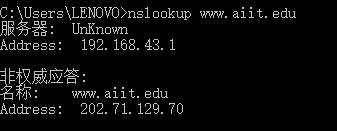 C:\Users\LENOVO>nslookup www.aiit.edu
服务器:  UnKnown
Address:  192.168.43.1
非权威应答:
名称:    www.aiit.edu
Address:  202.71.129.70